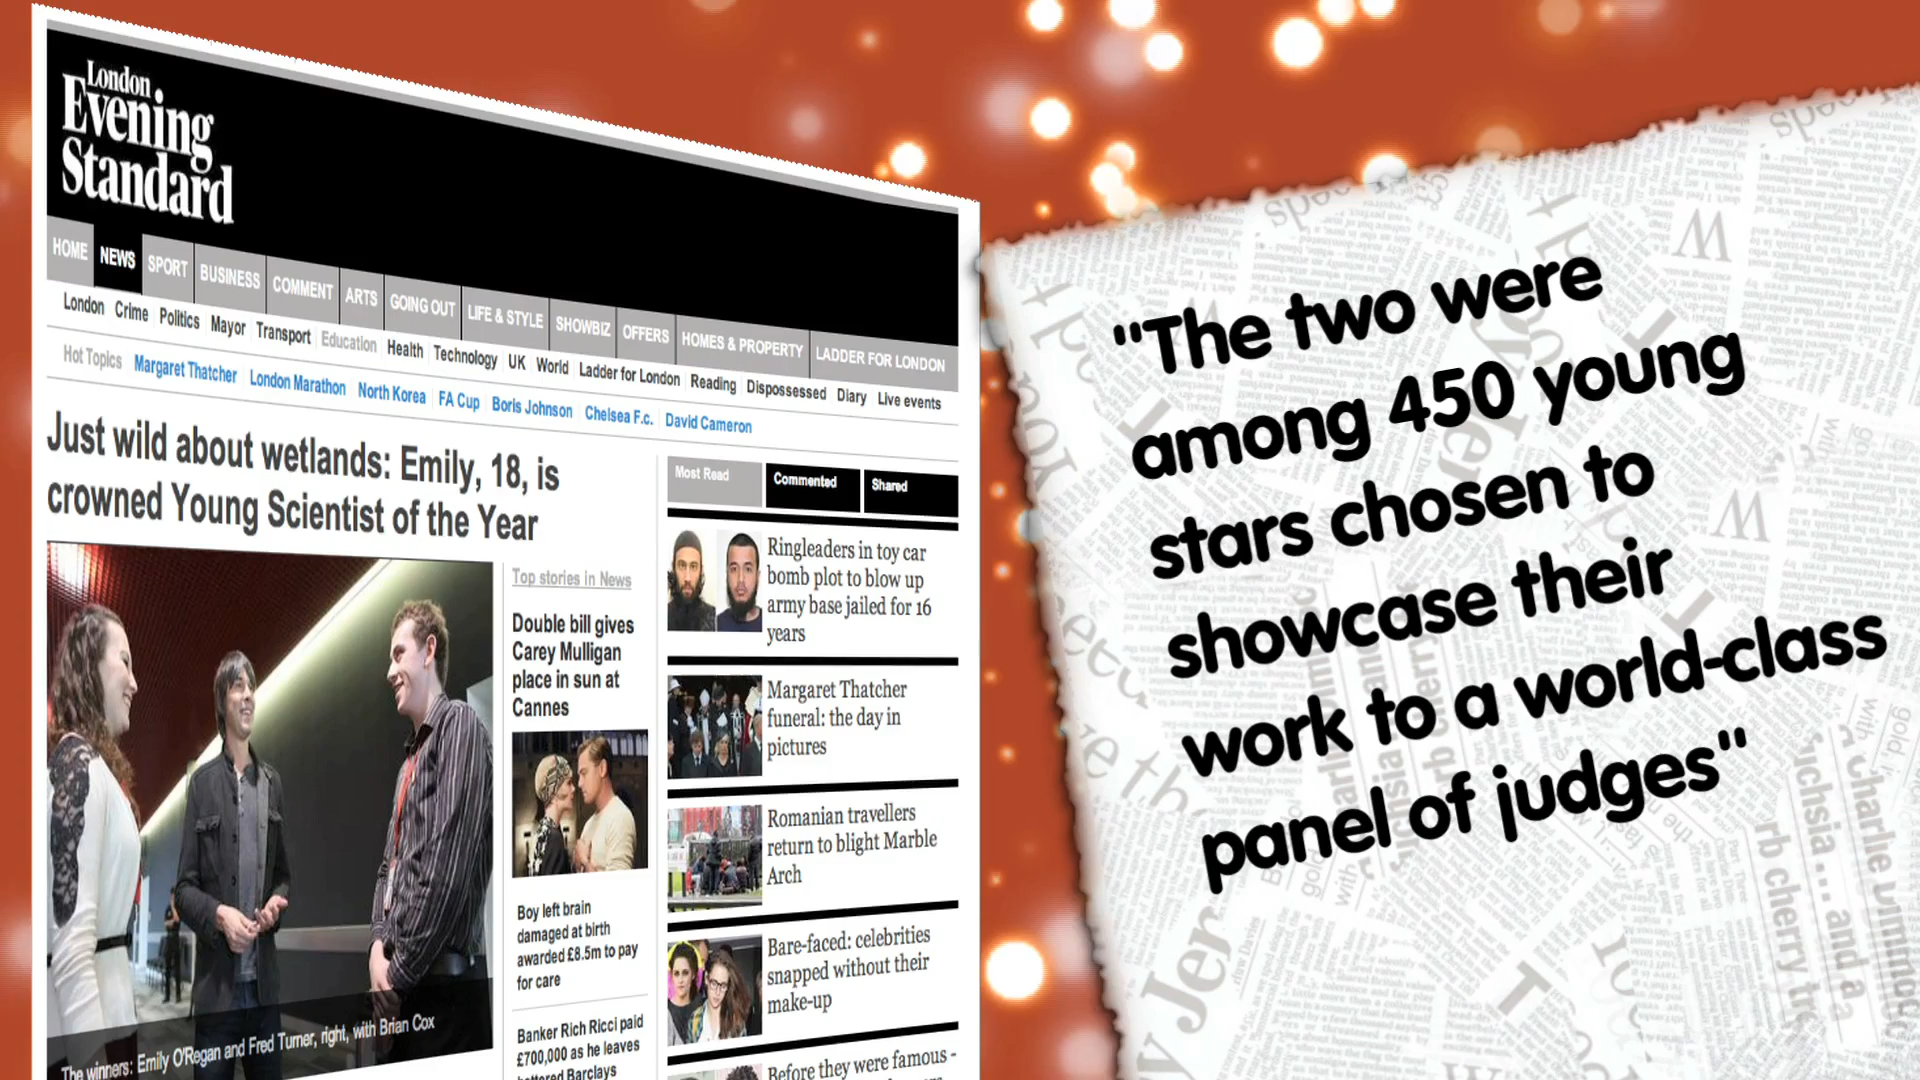 London
Evening
Standard
HOME NEWS SPORT BUSINESS COMMENT ARTS GOING OUT LIFE & STYLE SHOWBIZ OFFERS HOMES & PROPERTY LADDER FOR LONDON
London Crime Politics Mayor Transport Education Health Technology UK World Ladder for London Reading Dispossessed Diary Live events
Hot Topics Margaret Thatcher London Marathon North Korea FA Cup Boris Johnson Chelsea F.c. David Cameron
Just wild about wetlands: Emily, 18, is
crowned Young Scientist of the Year
The winners: Emily O'Regan and Fred Turner, right, with Brian Cox
Top stories in News
Double bill gives
Carey Mulligan
place in sun at
Cannes
Boy left brain
damaged at birth
awarded £8.5m to pay
for care
Banker Rich Ricci paid
£700,000 as he leaves
Barclays
Most Read Commented Shared
Ringleaders in toy car
bomb plot to blow up
army base jailed for 16
years
Margaret Thatcher
funeral: the day in
pictures
Romanian travellers
return to blight Marble
Arch
Bare-faced: celebrities
snapped without their
make-up
Before they were famous -
"The two were
among 450 young
stars chosen to
showcase their
work to a world-class
panel of judges"